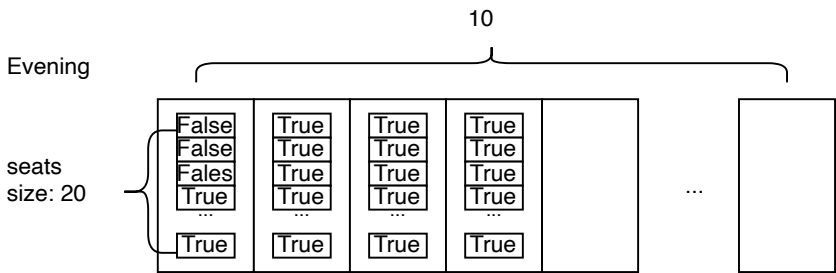 10
Evening
False True True True
False True True True
seats Fales True True True
size: 20 True True True True ...
... ... ... ...
True True True True